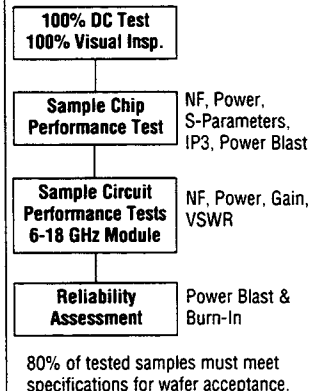 100% DC Test
100% Visual Insp.
Sample Chip
Performance Test
NF, Power,
S-Parameters,
IP3, Power Blast
Sample Circuit
Performance Tests
6-18 GHz Module
NF, Power, Gain,
VSWR
Reliability
Assessment
Power Blast &
Burn-In
80% of tested samples must meet
specifications for wafer acceptance.